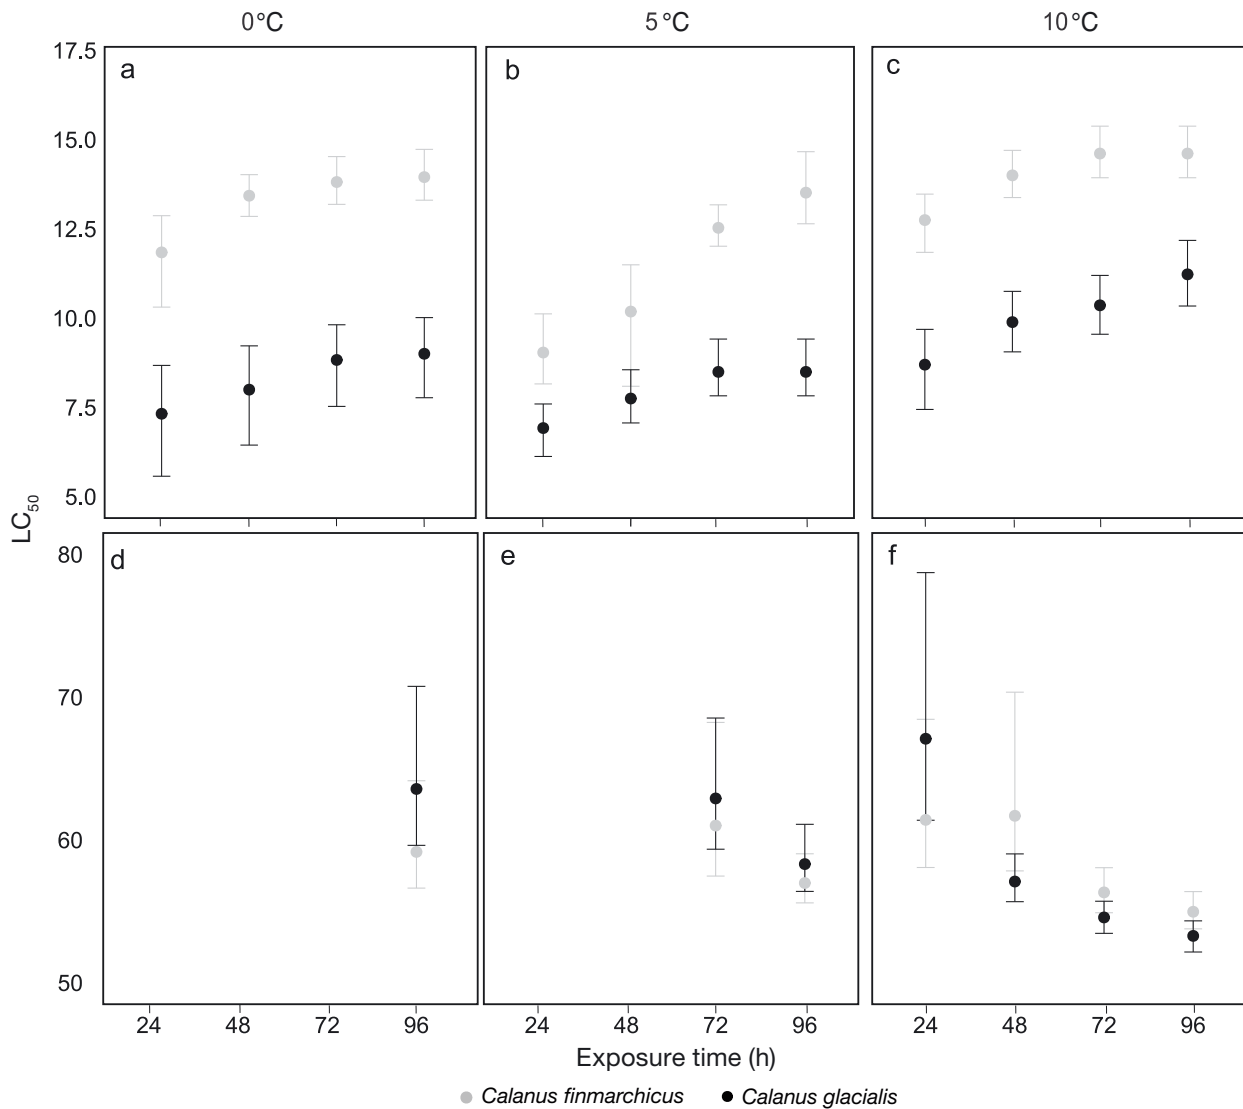 0°C 5°C 10°C
17.5
a b c
15.0
12.5
10.0
7.5
5.0
LC50
80
d e f
70
60
50
24 48 72 96 24 48 72 96 24 48 72 96
Exposure time (h)
Calanus finmarchicus Calanus glacialis